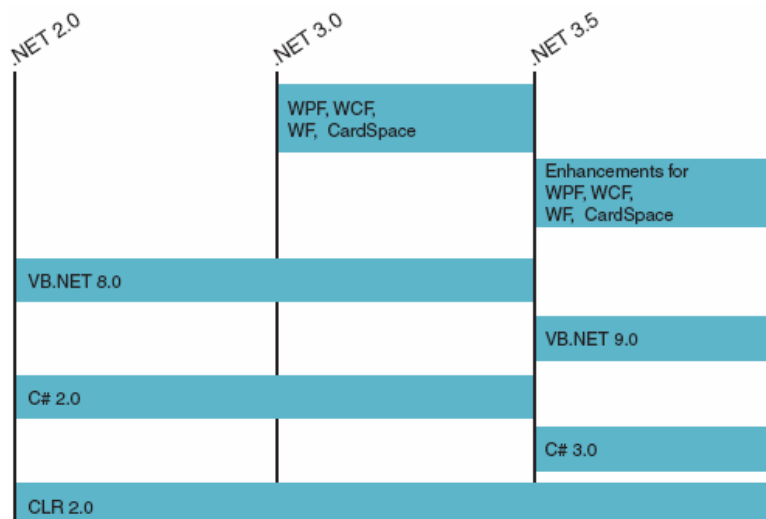 .NET 2.0
.NET 3.0
.NET 3.5
WPF, WCF,
WF, CardSpace
Enhancements for
WPF, WCF,
WF, CardSpace
VB.NET 8.0
VB.NET 9.0
C# 2.0
C# 3.0
CLR 2.0